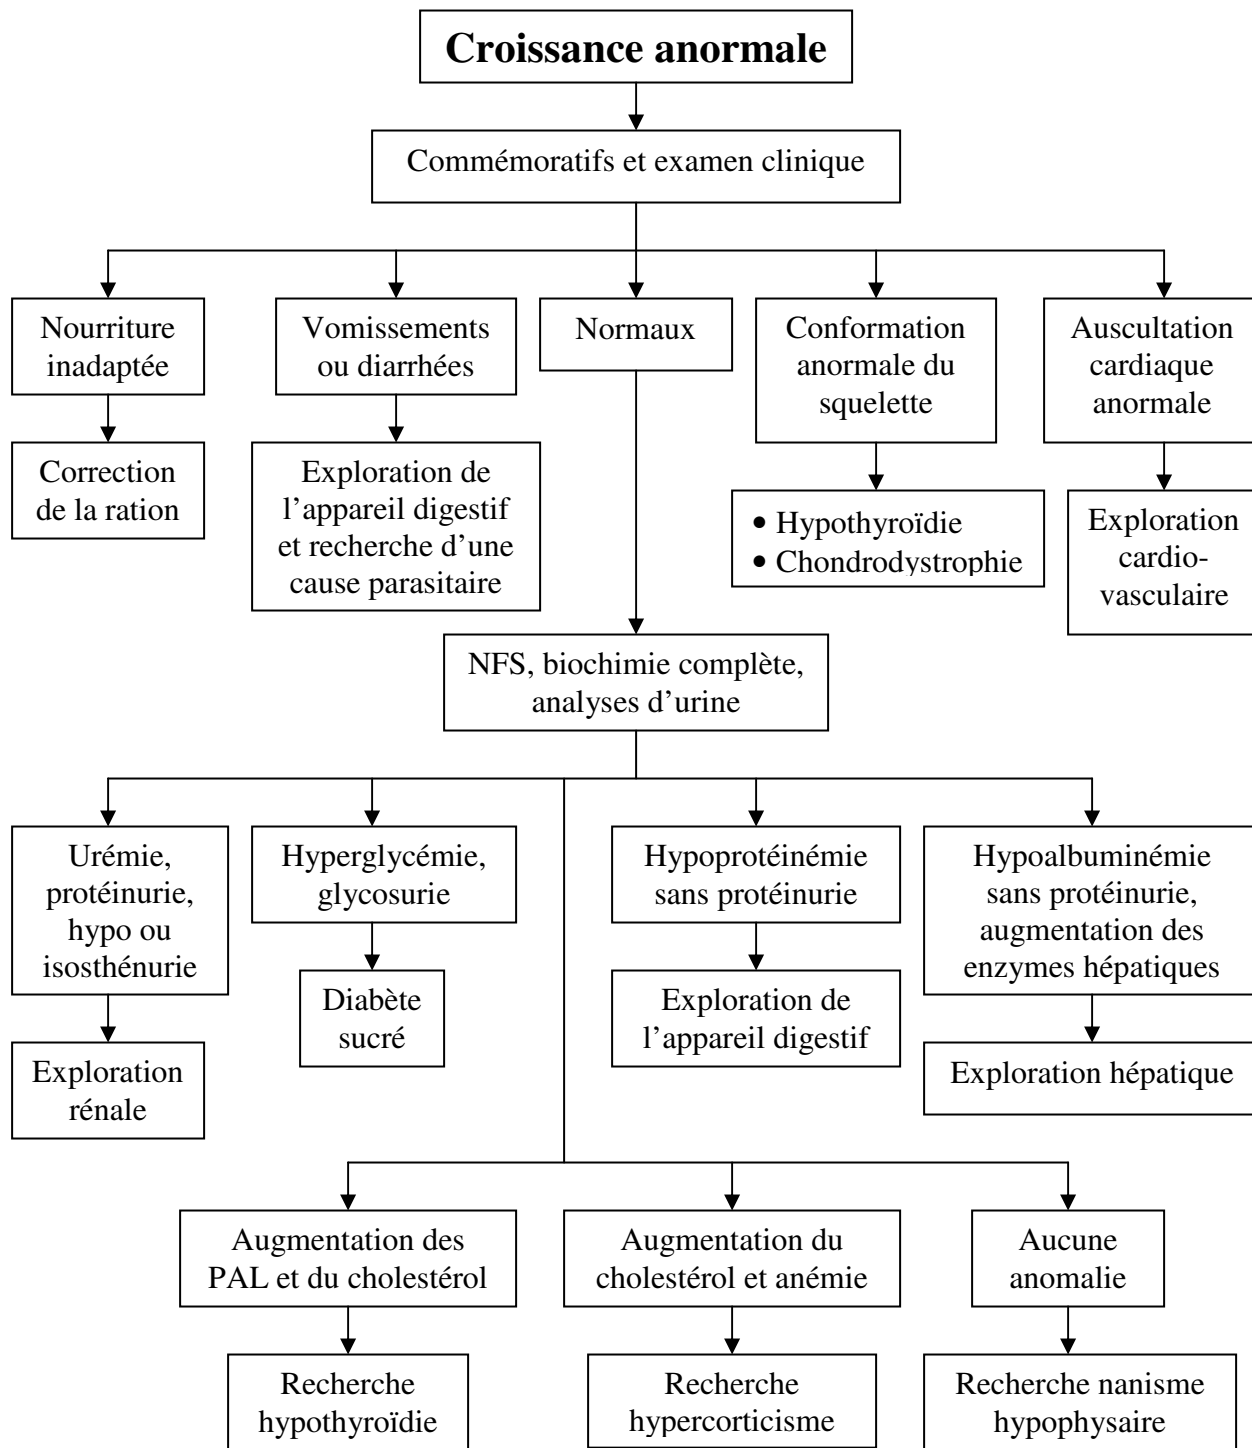 Croissance anormale
Commémoratifs et examen clinique
Nourriture
inadaptée
Vomissements
ou diarrhées
Normaux
Conformation
anormale du
squelette
Auscultation
cardiaque
anormale
Correction
de la ration
Exploration de
l’appareil digestif
et recherche d’une
cause parasitaire
• Hypothyroïdie
• Chondrodystrophie
Exploration
cardio-
vasculaire
NFS, biochimie complète,
analyses d’urine
Urémie,
protéinurie,
hypo ou
isosthénurie
Hyperglycémie,
glycosurie
Hypoprotéinémie
sans protéinurie
Hypoalbuminémie
sans protéinurie,
augmentation des
enzymes hépatiques
Exploration
rénale
Diabète
sucré
Exploration de
l’appareil digestif
Exploration hépatique
Augmentation des
PAL et du cholestérol
Augmentation du
cholestérol et anémie
Aucune
anomalie
Recherche
hypothyroïdie
Recherche
hypercorticisme
Recherche nanisme
hypophysaire